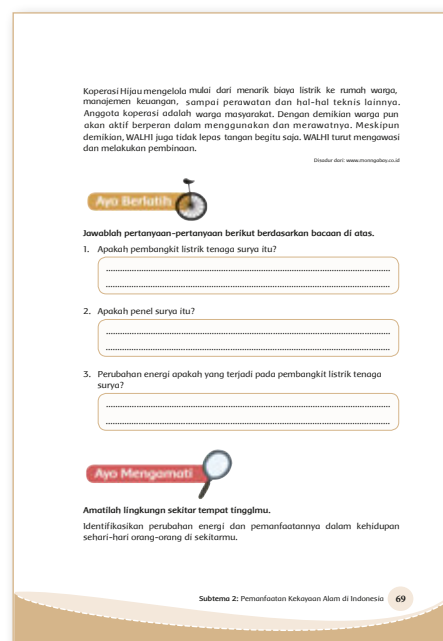 Koperasi Hijau mengelola mulai dari menarik biaya listrik ke rumah warga,
manajemen keuangan, sampai perawatan dan hal-hal teknis lainnya.
Anggota koperasi adalah warga masyarakat. Dengan demikian warga pun
akan aktif berperan dalam menggunakan dan merawatnya. Meskipun
demikian, WALHI juga tidak lepas tangan begitu saja. WALHI turut mengawasi
dan melakukan pembinaan.
Disadur dari: www.monngabay.co.id
Ayo Berlatih
Jawablah pertanyaan-pertanyaan berikut berdasarkan bacaan di atas.
1. Apakah pembangkit listrik tenaga surya itu?
2. Apakah penel surya itu?
3. Perubahan energi apakah yang terjadi pada pembangkit listrik tenaga
surya?
Ayo Mengamati
Amatilah lingkungn sekitar tempat tingglmu.
Identifikasikan perubahan energi dan pemanfaatannya dalam kehidupan
sehari-hari orang-orang di sekitarmu.
Subtema 2: Pemanfaatan Kekayaan Alam di Indonesia 69